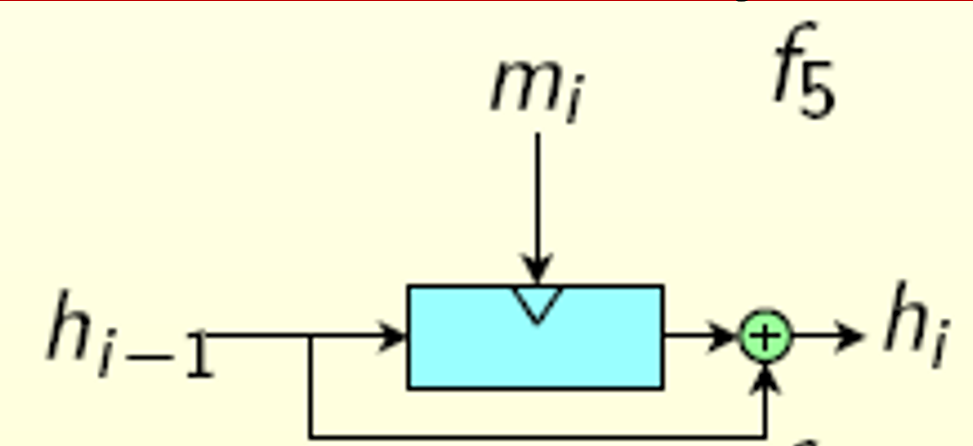 m_i f_5
h_{i-1} + h_i